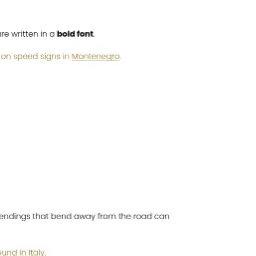 re written in a bold font.
on speed signs in Montenegro.
endings that bend away from the road can
und in Italy.